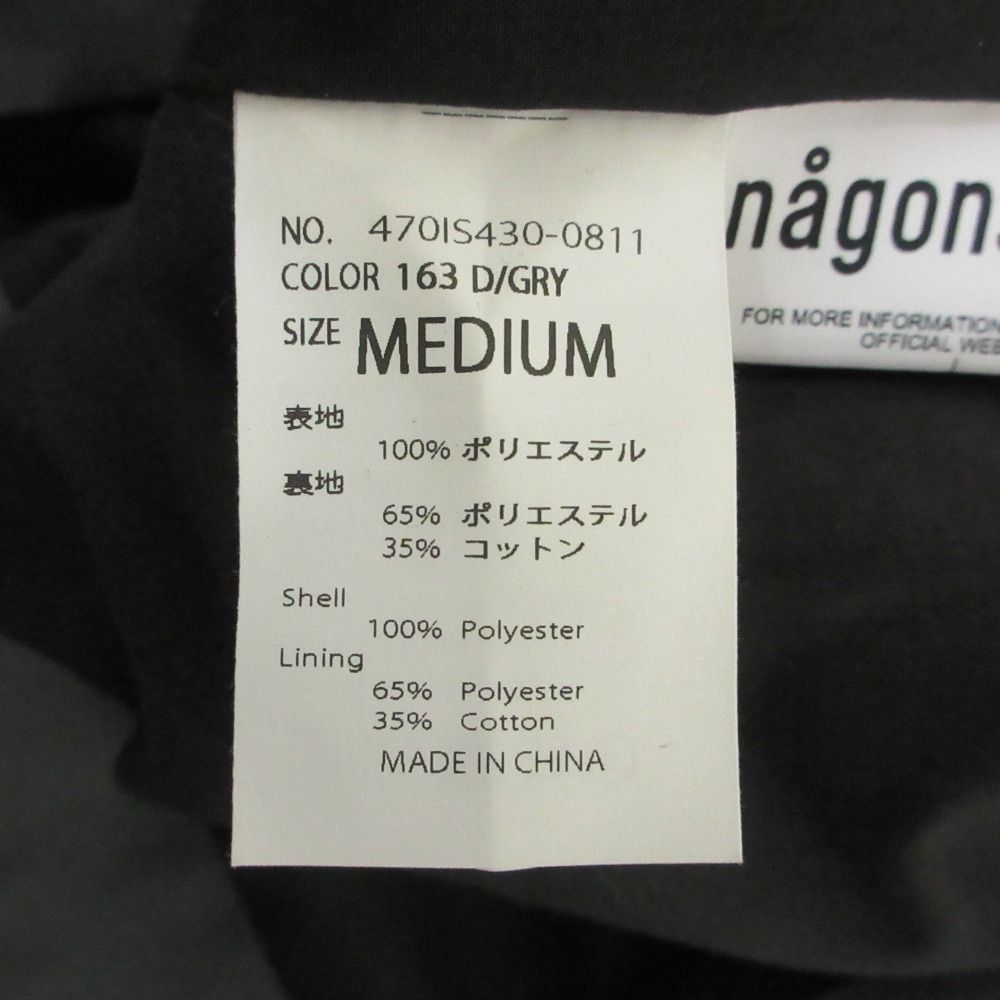 NO. 470IS430-0811
COLOR 163 D/GRY
SIZE MEDIUM
表地
100% ポリエステル
裏地
65% ポリエステル
35% コットン
Shell
100% Polyester
Lining
65% Polyester
35% Cotton
MADE IN CHINA
någons
FOR MORE INFORMATION
OFFICIAL WEB